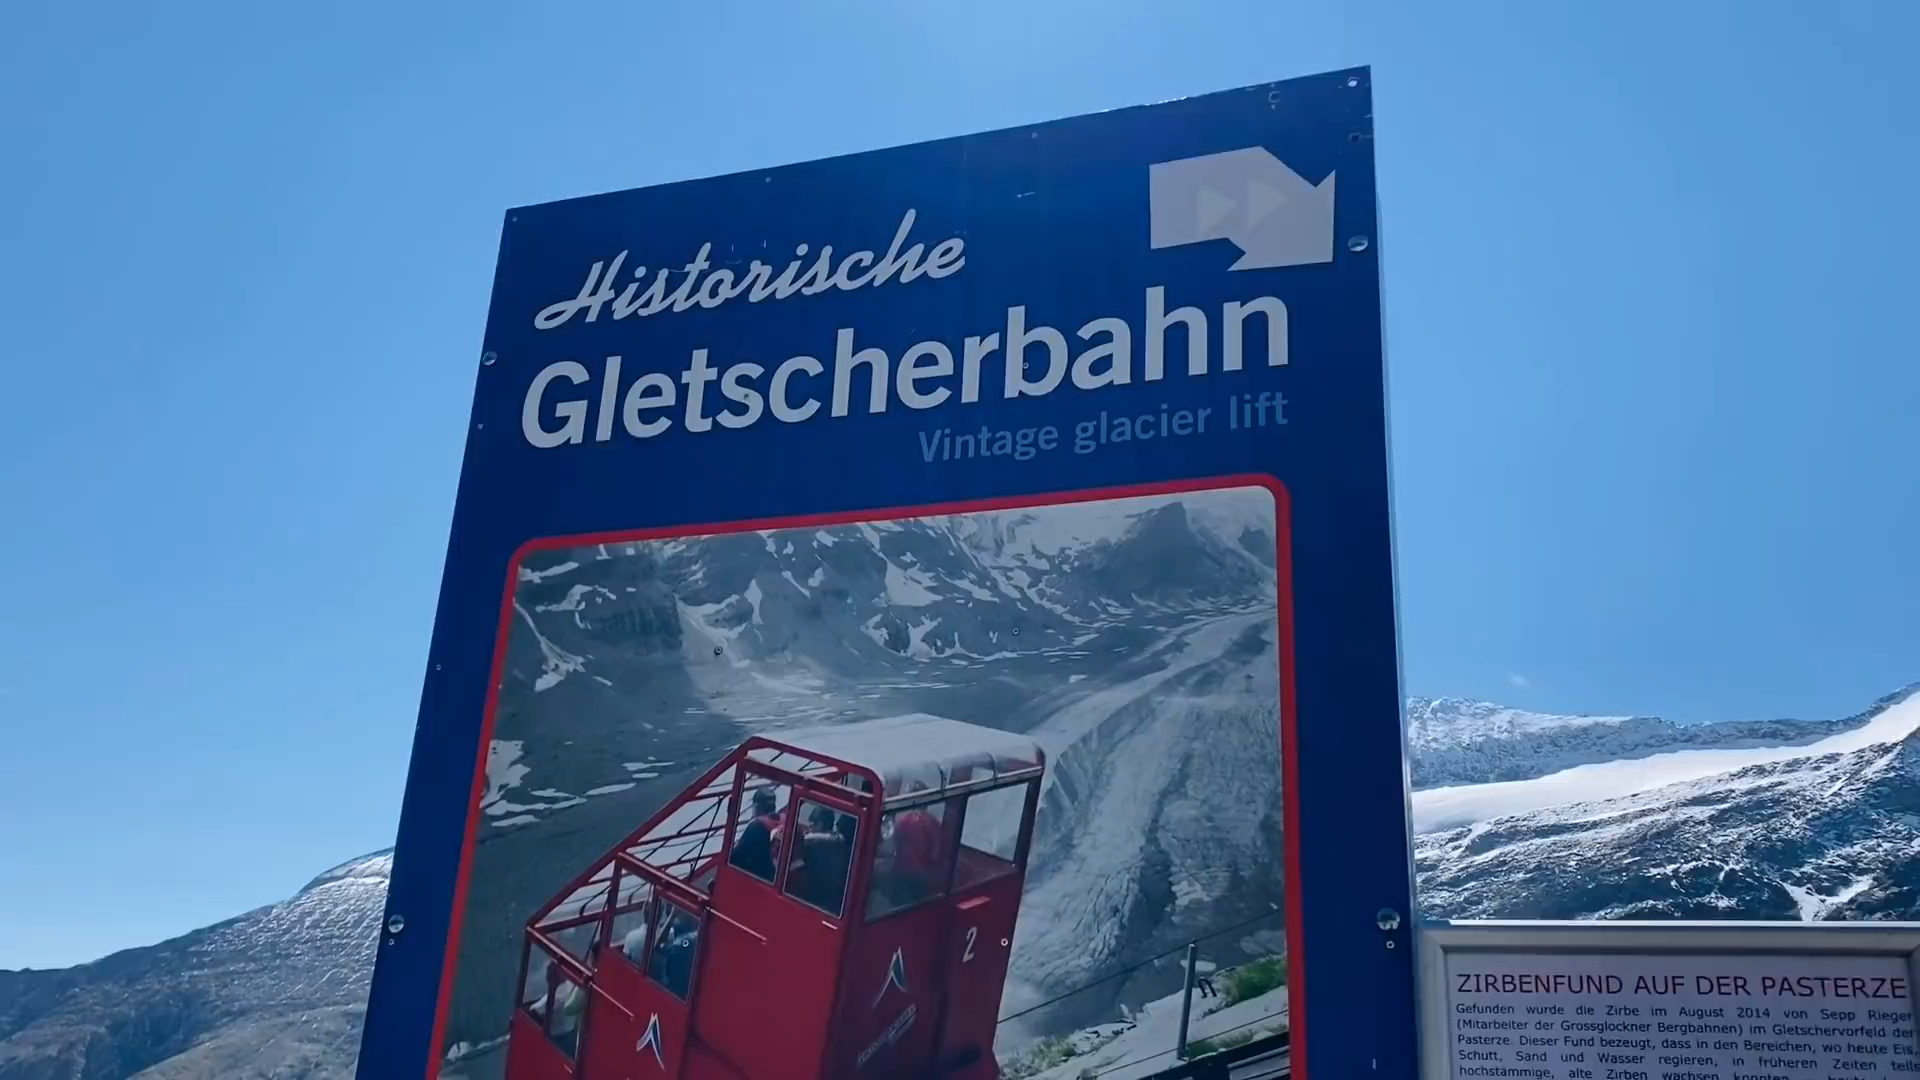 Historische
Gletscherbahn
Vintage glacier lift
2
ZIRBENFUND AUF DER PASTERZE
Gefunden wurde die Zirbe im August 2014 von Sepp Rieger
(Mitarbeiter der Grossglockner Bergbahnen) im Gletschervorfeld der
Pasterze. Dieser Fund bezeugt, dass in den Bereichen, wo heute Eis,
Schutt, Sand und Wasser regieren, in früheren Zeiten teils
hochstämmige, alte Zirben wachsen konnten